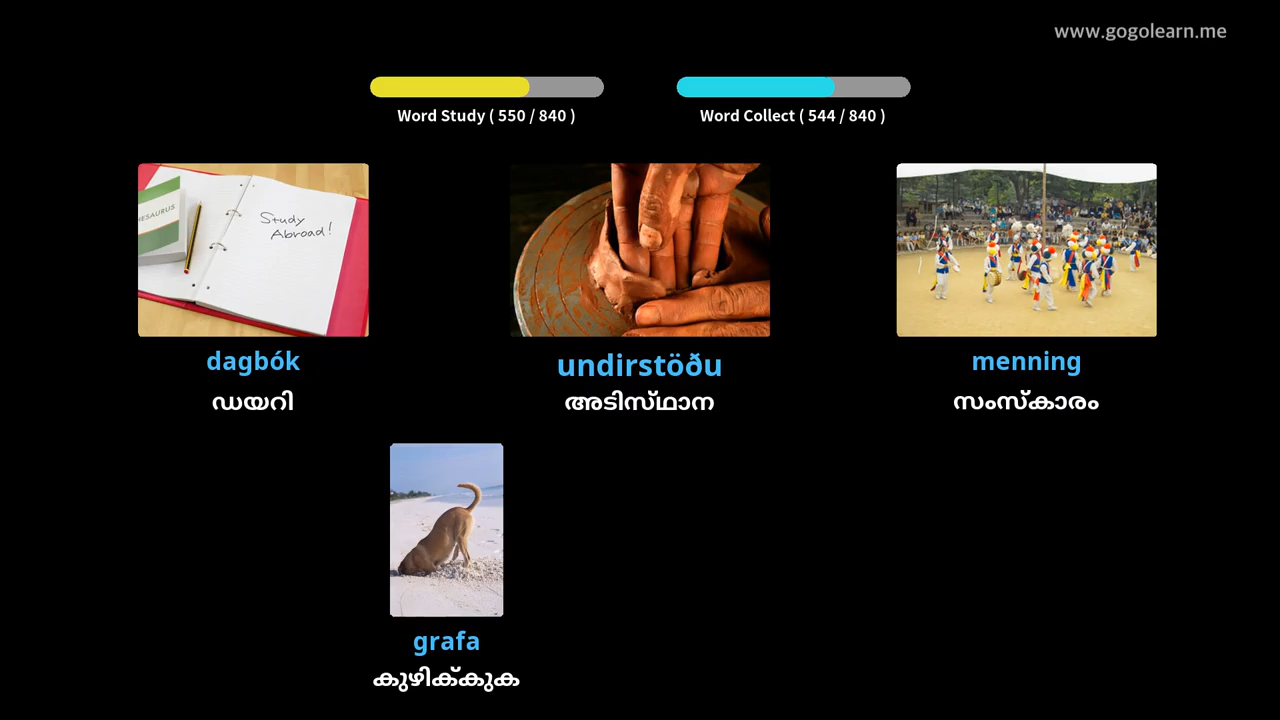 www.gogolearn.me
Word Study ( 550 / 840 )
Word Collect ( 544 / 840 )
HESAURUS
Study
Abroad!
dagbók
undirstöðu
menning
ഡയറി
അടിസ്ഥാന
സംസ്കാരം
grafa
കുഴിക്കുക